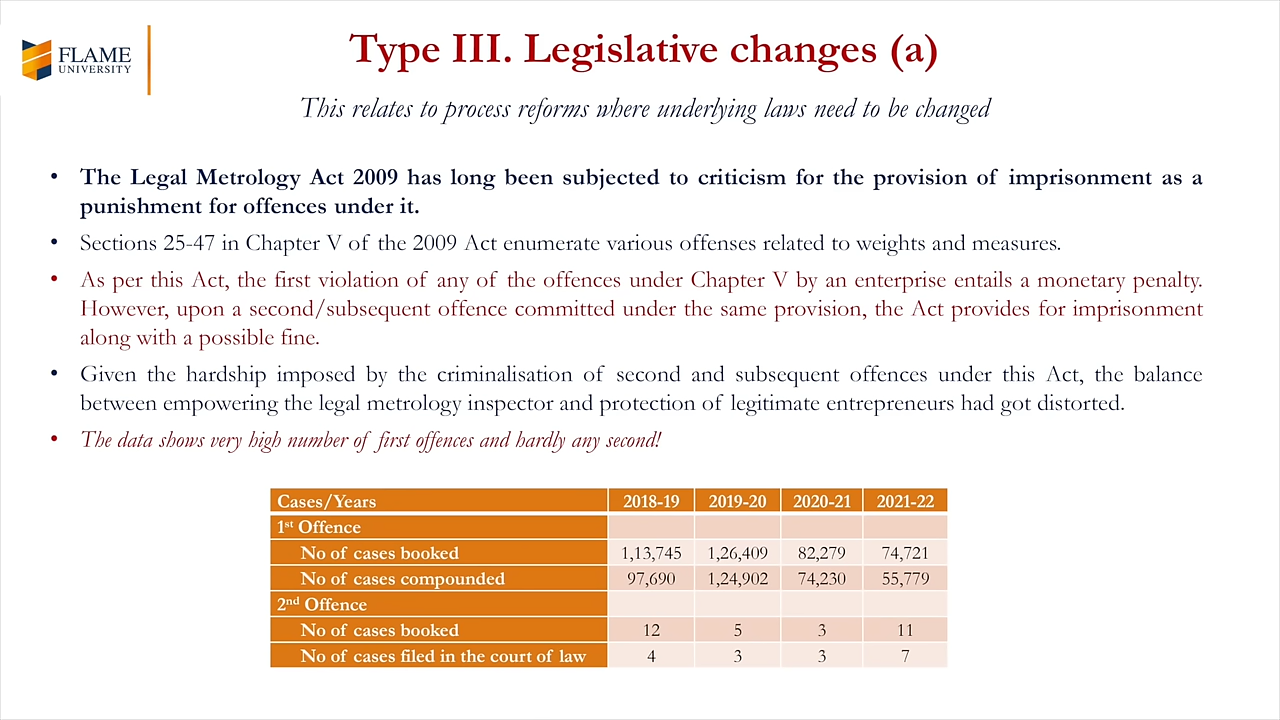 FLAME
UNIVERSITY
Type III. Legislative changes (a)
This relates to process reforms where underlying laws need to be changed
• The Legal Metrology Act 2009 has long been subjected to criticism for the provision of imprisonment as a
punishment for offences under it.
• Sections 25-47 in Chapter V of the 2009 Act enumerate various offenses related to weights and measures.
• As per this Act, the first violation of any of the offences under Chapter V by an enterprise entails a monetary penalty.
However, upon a second/subsequent offence committed under the same provision, the Act provides for imprisonment
along with a possible fine.
• Given the hardship imposed by the criminalisation of second and subsequent offences under this Act, the balance
between empowering the legal metrology inspector and protection of legitimate entrepreneurs had got distorted.
• The data shows very high number of first offences and hardly any second!
Cases/Years 2018-19 2019-20 2020-21 2021-22
1st Offence
No of cases booked 1,13,745 1,26,409 82,279 74,721
No of cases compounded 97,690 1,24,902 74,230 55,779
2nd Offence
No of cases booked 12 5 3 11
No of cases filed in the court of law 4 3 3 7